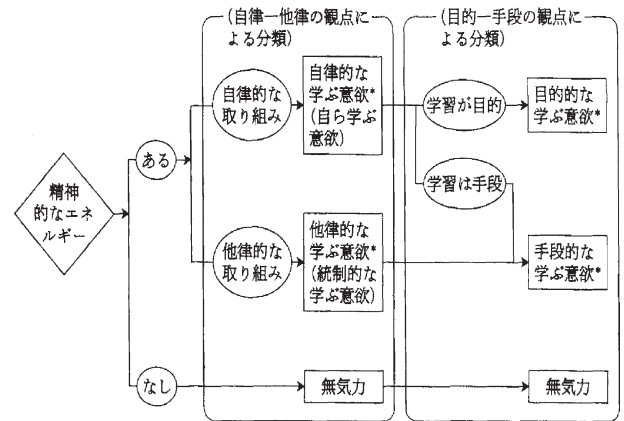 (自律一他律の観点に
よる分類)
(目的一手段の観点に
よる分類)
自律的な
取り組み
自律的な
学ぶ意欲*
(自ら学ぶ
意欲)
学習が目的
目的的な
学ぶ意欲*
ある
学習は手段
精神
的なエネ
ルギー
他律的な
取り組み
他律的な
学ぶ意欲*
(統制的な
学ぶ意欲)
手段的な
学ぶ意欲*
なし
無気力
無気力